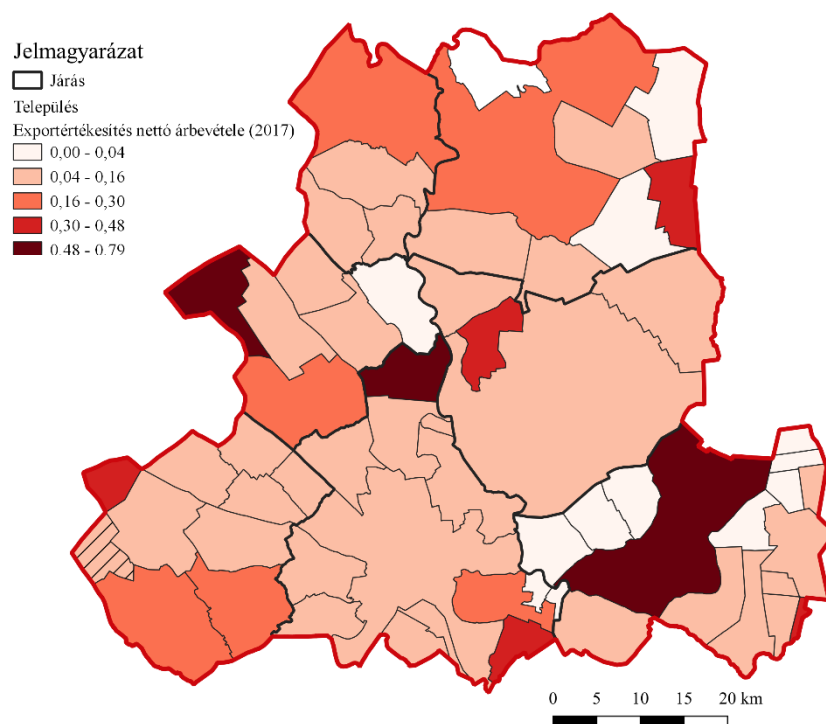 Jelmagyarázat
Járás
Település
Exportértékesítés nettó árbevétele (2017)
0,00 - 0,04
0,04 - 0,16
0,16 - 0,30
0,30 - 0,48
0,48 - 0,79
0 5 10 15 20 km